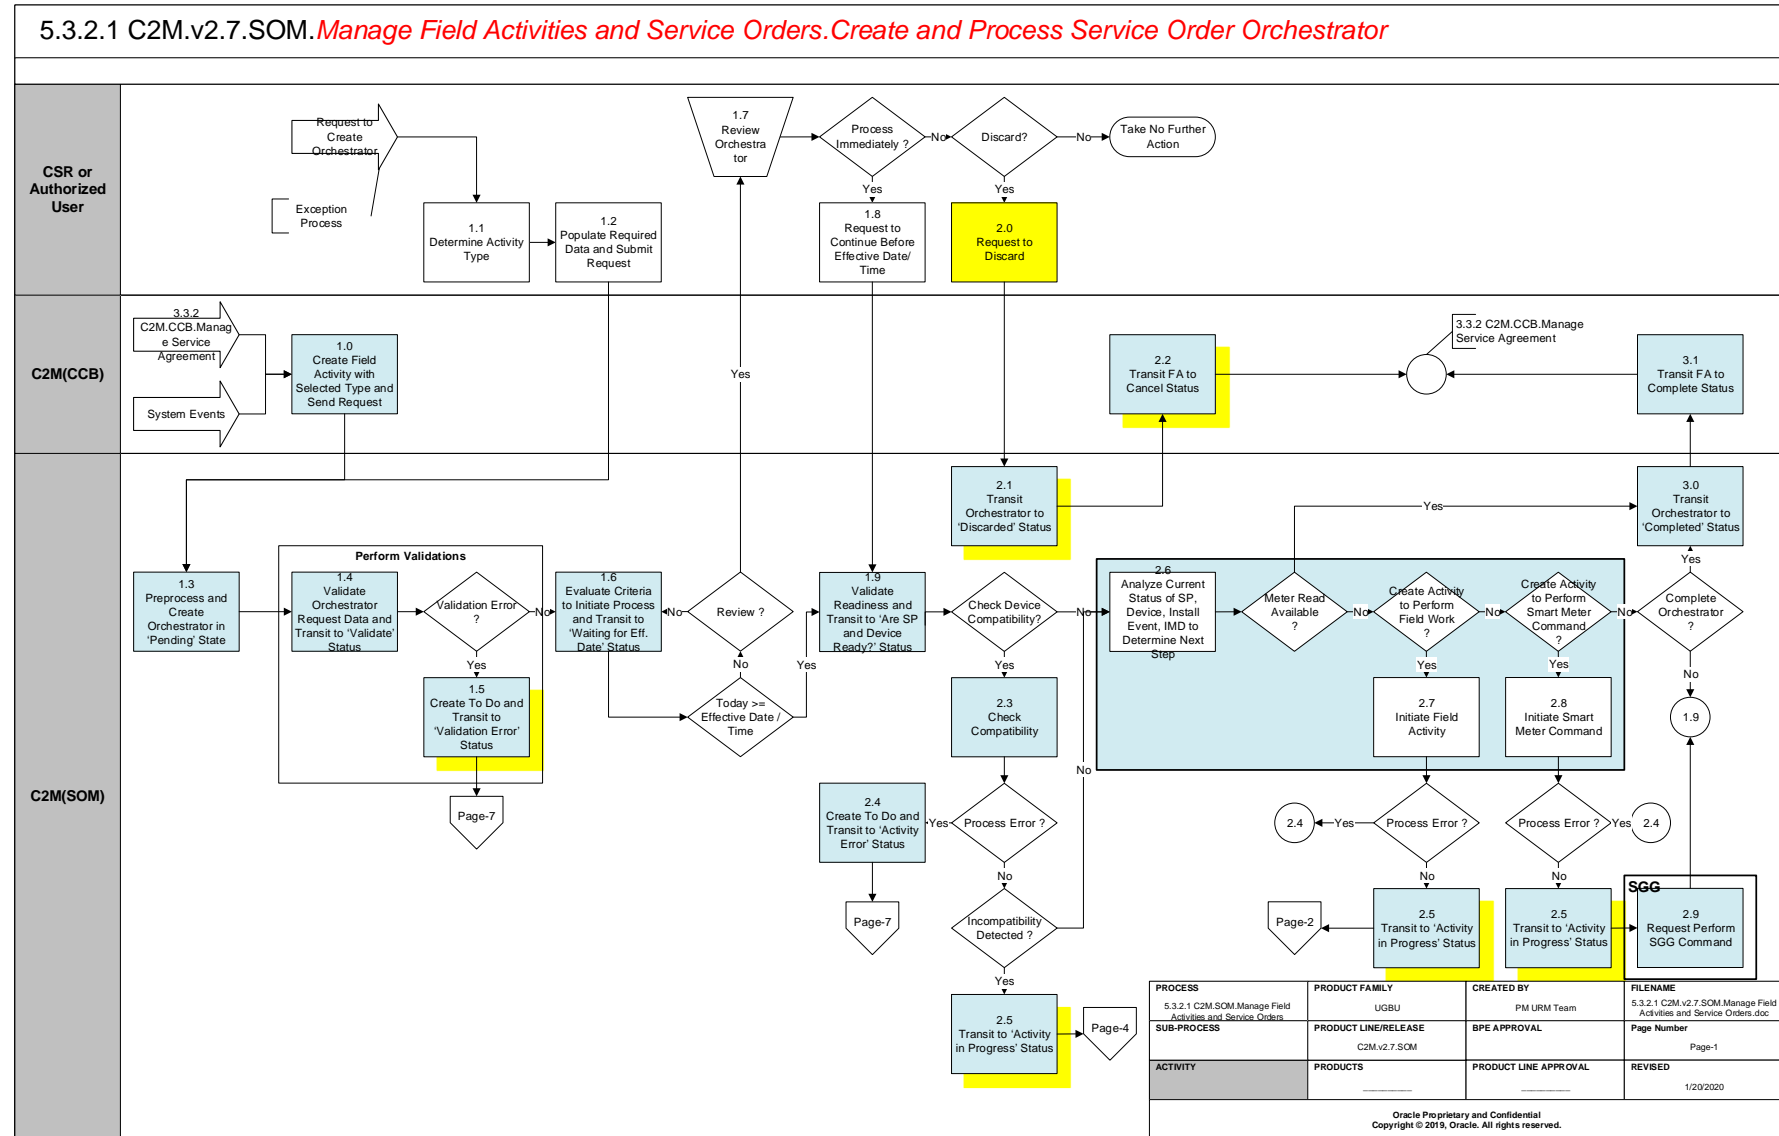 5.3.2.1 C2M.v2.7.SOM.Manage Field Activities and Service Orders.Create and Process Service Order Orchestrator
CSR or
Authorized
User
Request to
Create
Orchestrator
Exception
Process
1.1
Determine Activity
Type
1.2
Populate Required
Data and Submit
Request
1.7
Review
Orchestra
tor
Process
Immediately ?
No
Discard?
No
Take No Further
Action
Yes
Yes
1.8
Request to
Continue Before
Effective Date/
Time
2.0
Request to
Discard
C2M(CCB)
3.3.2
C2M.CCB.Manag
e Service
Agreement
System Events
1.0
Create Field
Activity with
Selected Type and
Send Request
Yes
2.2
Transit FA to
Cancel Status
3.3.2 C2M.CCB.Manage
Service Agreement
3.1
Transit FA to
Complete Status
C2M(SOM)
2.1
Transit
Orchestrator to
‘Discarded’ Status
Yes
3.0
Transit
Orchestrator to
‘Completed’ Status
Yes
Perform Validations
1.3
Preprocess and
Create
Orchestrator in
‘Pending’ State
1.4
Validate
Orchestrator
Request Data and
Transit to ‘Validate’
Status
Validation Error
?
No
Yes
1.5
Create To Do and
Transit to
‘Validation Error’
Status
Page-7
1.6
Evaluate Criteria
to Initiate Process
and Transit to
‘Waiting for Eff.
Date’ Status
No
Review ?
No
Today >=
Effective Date /
Time
Yes
1.9
Validate
Readiness and
Transit to ‘Are SP
and Device
Ready?’ Status
Check Device
Compatibility?
No
Yes
2.3
Check
Compatibility
No
2.4
Create To Do and
Transit to ‘Activity
Error’ Status
Yes
Process Error ?
No
Page-7
Incompatibility
Detected ?
Yes
2.5
Transit to ‘Activity
in Progress’ Status
Page-4
2.6
Analyze Current
Status of SP,
Device, Install
Event, IMD to
Determine Next
Step
Meter Read
Available
?
No
Create Activity
to Perform
Field Work ?
No
Create Activity
to Perform
Smart Meter
Command
?
No
Complete
Orchestrator
?
Yes
Yes
No
2.7
Initiate Field
Activity
2.8
Initiate Smart
Meter Command
1.9
2.4
Yes
Process Error ?
Process Error ?
Yes
2.4
No
No
Page-2
2.5
Transit to ‘Activity
in Progress’ Status
2.5
Transit to ‘Activity
in Progress’ Status
SGG
2.9
Request Perform
SGG Command
PROCESS
5.3.2.1 C2M.SOM.Manage Field
Activities and Service Orders
PRODUCT FAMILY
UGBU
CREATED BY
PM URM Team
FILENAME
5.3.2.1 C2M.v2.7.SOM.Manage Field
Activities and Service Orders.doc
SUB-PROCESS
PRODUCT LINE/RELEASE
C2M.v2.7.SOM
BPE APPROVAL
Page Number
Page-1
ACTIVITY
PRODUCTS
PRODUCT LINE APPROVAL
REVISED
1/20/2020
Oracle Proprietary and Confidential
Copyright © 2019, Oracle. All rights reserved.